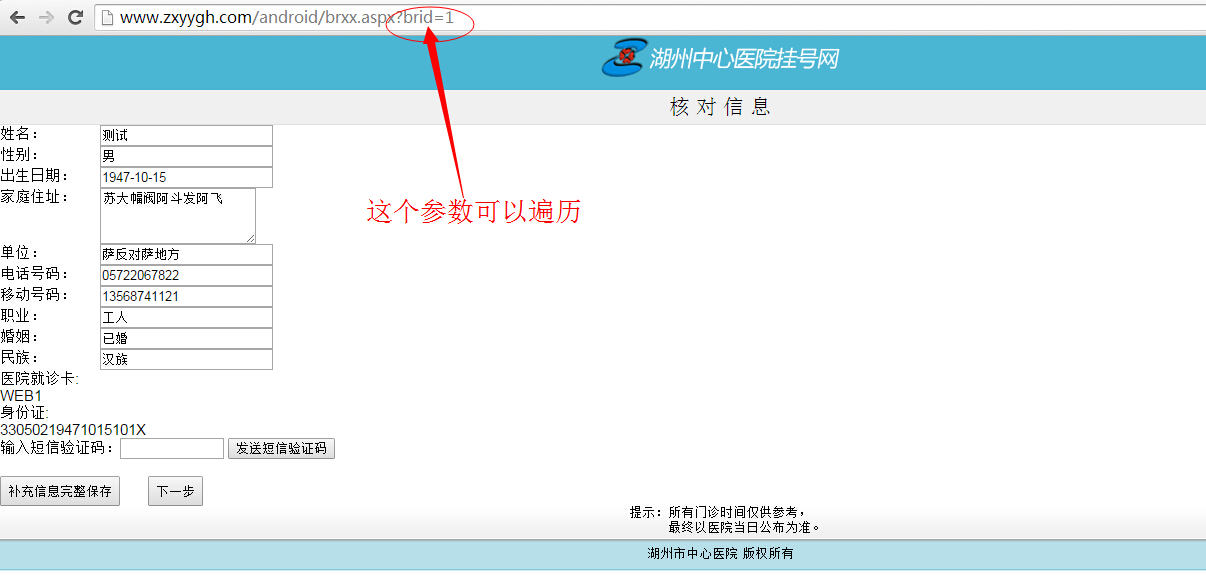 www.zxyygh.com/android/brxx.aspx?brid=1
湖州中心医院挂号网
核对信息
姓名： 测试
性别： 男
出生日期： 1947-10-15
家庭住址： 苏大幅阀阿斗发阿飞
这个参数可以遍历
单位： 萨反对萨地方
电话号码： 05722067822
移动号码： 13568741121
职业： 工人
婚姻： 已婚
民族： 汉族
医院就诊卡:
WEB1
身份证:
33050219471015101X
输入短信验证码： 发送短信验证码
补充信息完整保存 下一步
提示：所有门诊时间仅供参考，
最终以医院当日公布为准。
湖州市中心医院 版权所有